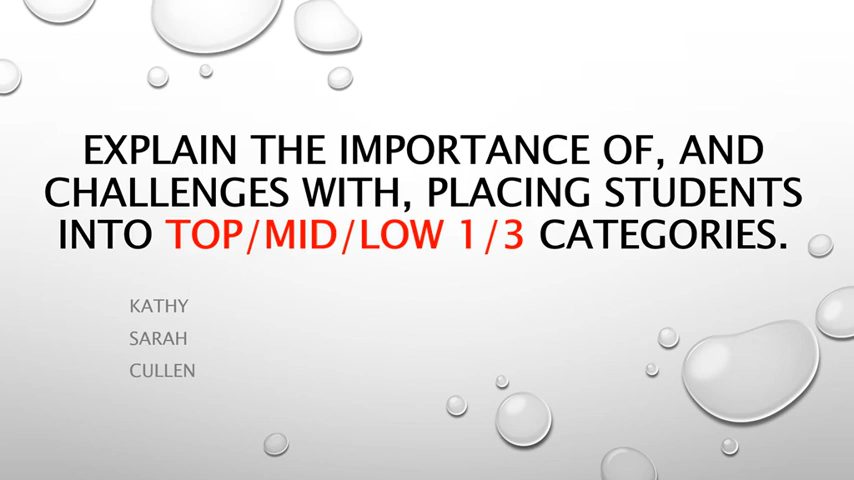 EXPLAIN THE IMPORTANCE OF, AND
CHALLENGES WITH, PLACING STUDENTS
INTO TOP/MID/LOW 1/3 CATEGORIES.
KATHY
SARAH
CULLEN